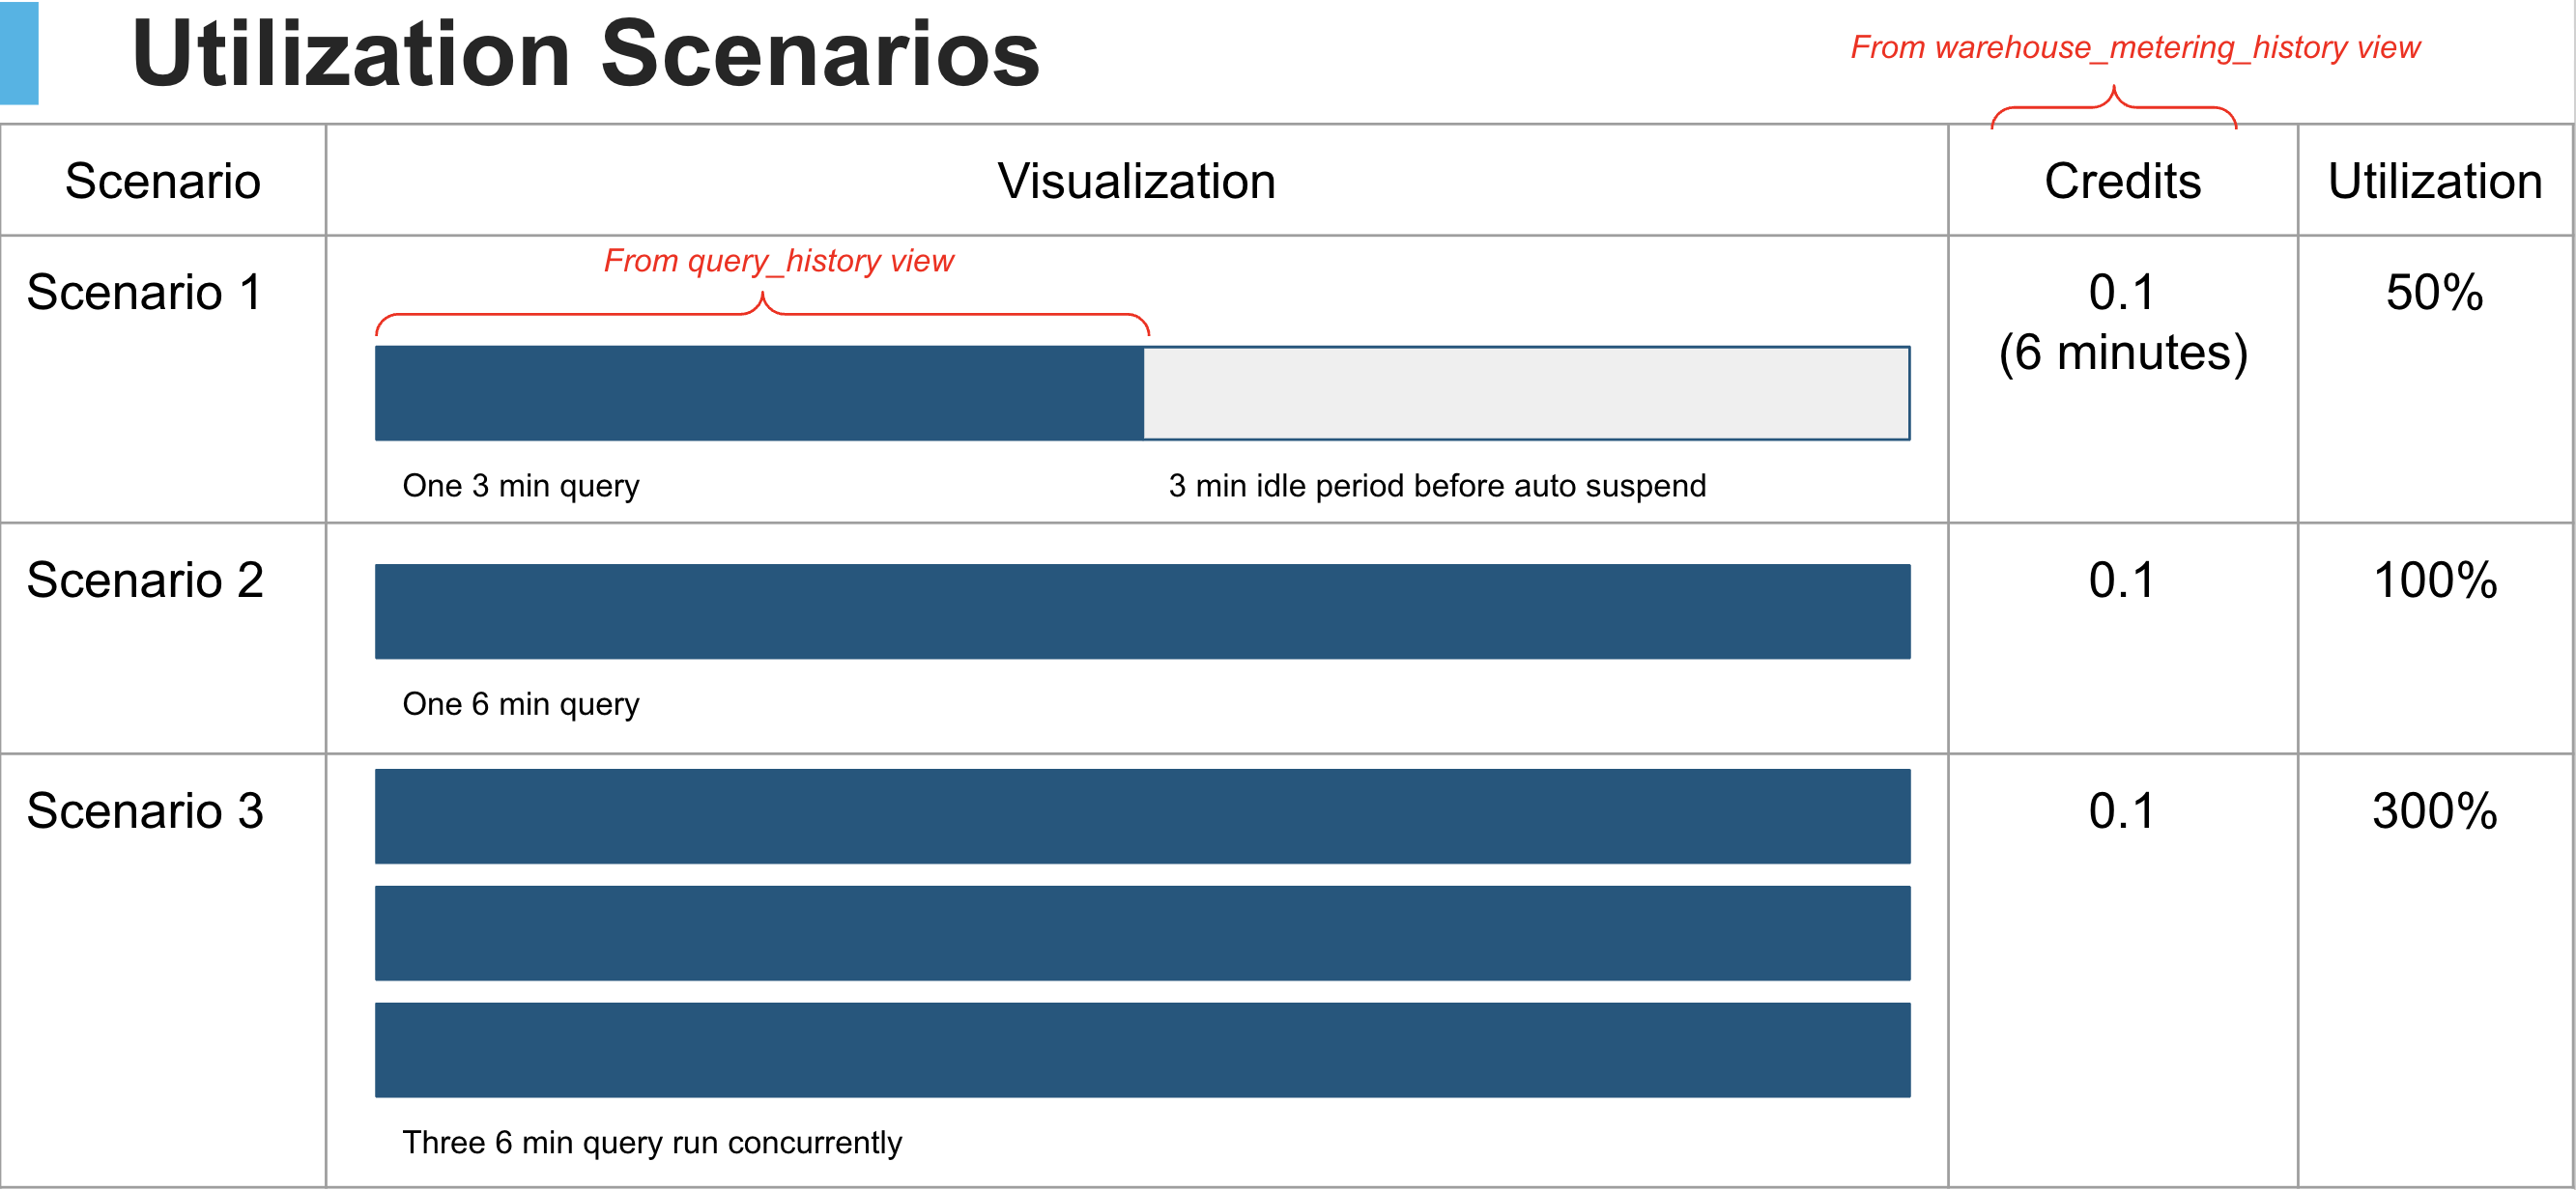 Utilization Scenarios
From warehouse_metering_history view
Scenario
Visualization
Credits
Utilization
Scenario 1
From query_history view
One 3 min query
3 min idle period before auto suspend
0.1
(6 minutes)
50%
Scenario 2
One 6 min query
0.1
100%
Scenario 3
Three 6 min query run concurrently
0.1
300%